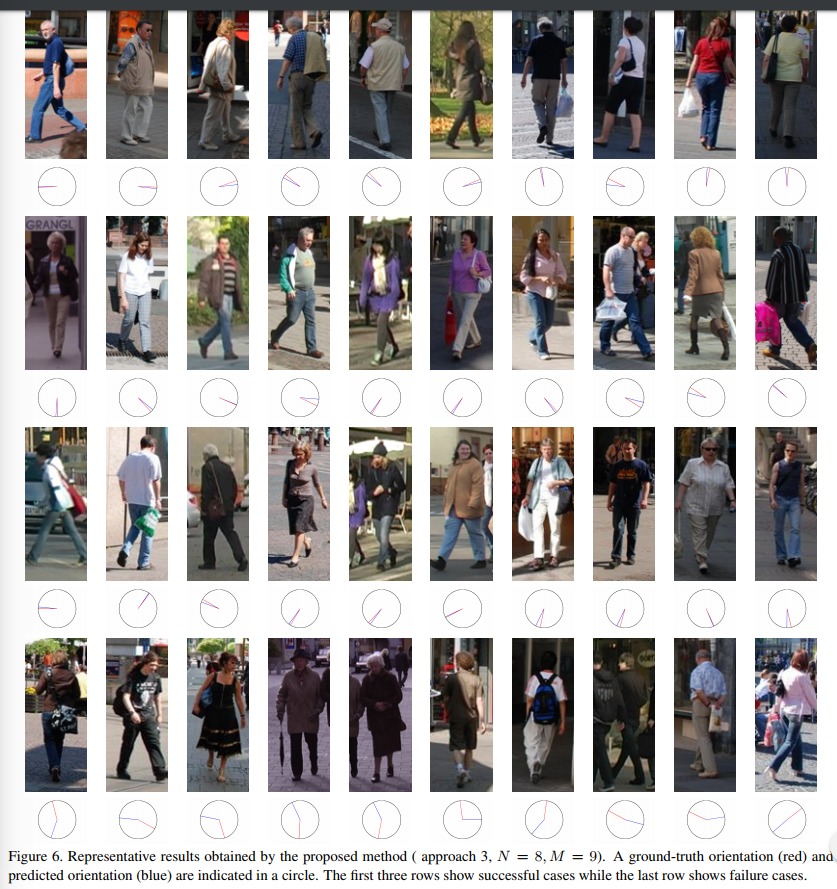 GRANGL
Figure 6. Representative results obtained by the proposed method ( approach 3, N = 8, M = 9). A ground-truth orientation (red) and
predicted orientation (blue) are indicated in a circle. The first three rows show successful cases while the last row shows failure cases.